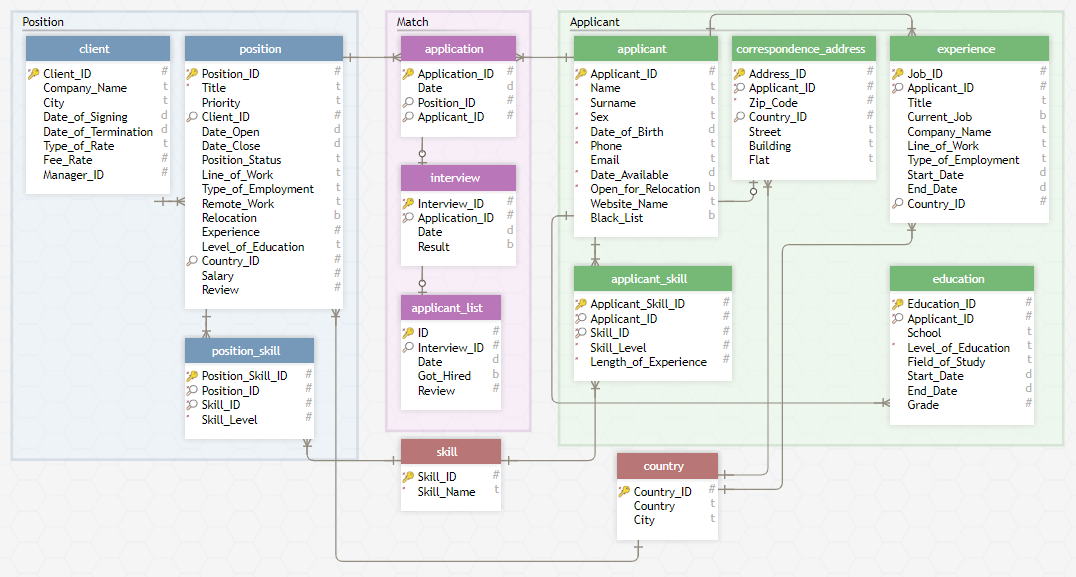 Position
client
Client_ID #
Company_Name t
City t
Date_of_Signing d
Date_of_Termination d
Type_of_Rate t
Fee_Rate #
Manager_ID #
position
Position_ID #
Title t
Priority t
Client_ID #
Date_Open d
Date_Close d
Position_Status t
Line_of_Work t
Type_of_Employment t
Remote_Work t
Relocation b
Experience #
Level_of_Education t
Country_ID #
Salary #
Review #
position_skill
Position_Skill_ID #
Position_ID #
Skill_ID #
Skill_Level #
Match
application
Application_ID #
Date d
Position_ID #
Applicant_ID #
interview
Interview_ID #
Application_ID #
Date d
Result b
applicant_list
ID #
Interview_ID #
Date d
Got_Hired b
Review #
skill
Skill_ID #
Skill_Name t
Applicant
applicant
Applicant_ID #
Name t
Surname t
Sex t
Date_of_Birth d
Phone t
Email t
Date_Available d
Open_for_Relocation b
Website_Name t
Black_List b
correspondence_address
Address_ID #
Applicant_ID #
Zip_Code #
Country_ID #
Street t
Building t
Flat t
experience
Job_ID #
Applicant_ID #
Title t
Current_Job b
Company_Name t
Line_of_Work t
Type_of_Employment t
Start_Date d
End_Date d
Country_ID #
applicant_skill
Applicant_Skill_ID #
Applicant_ID #
Skill_ID #
Skill_Level #
Length_of_Experience #
education
Education_ID #
Applicant_ID #
School t
Level_of_Education t
Field_of_Study t
Start_Date d
End_Date d
Grade #
country
Country_ID #
Country t
City t